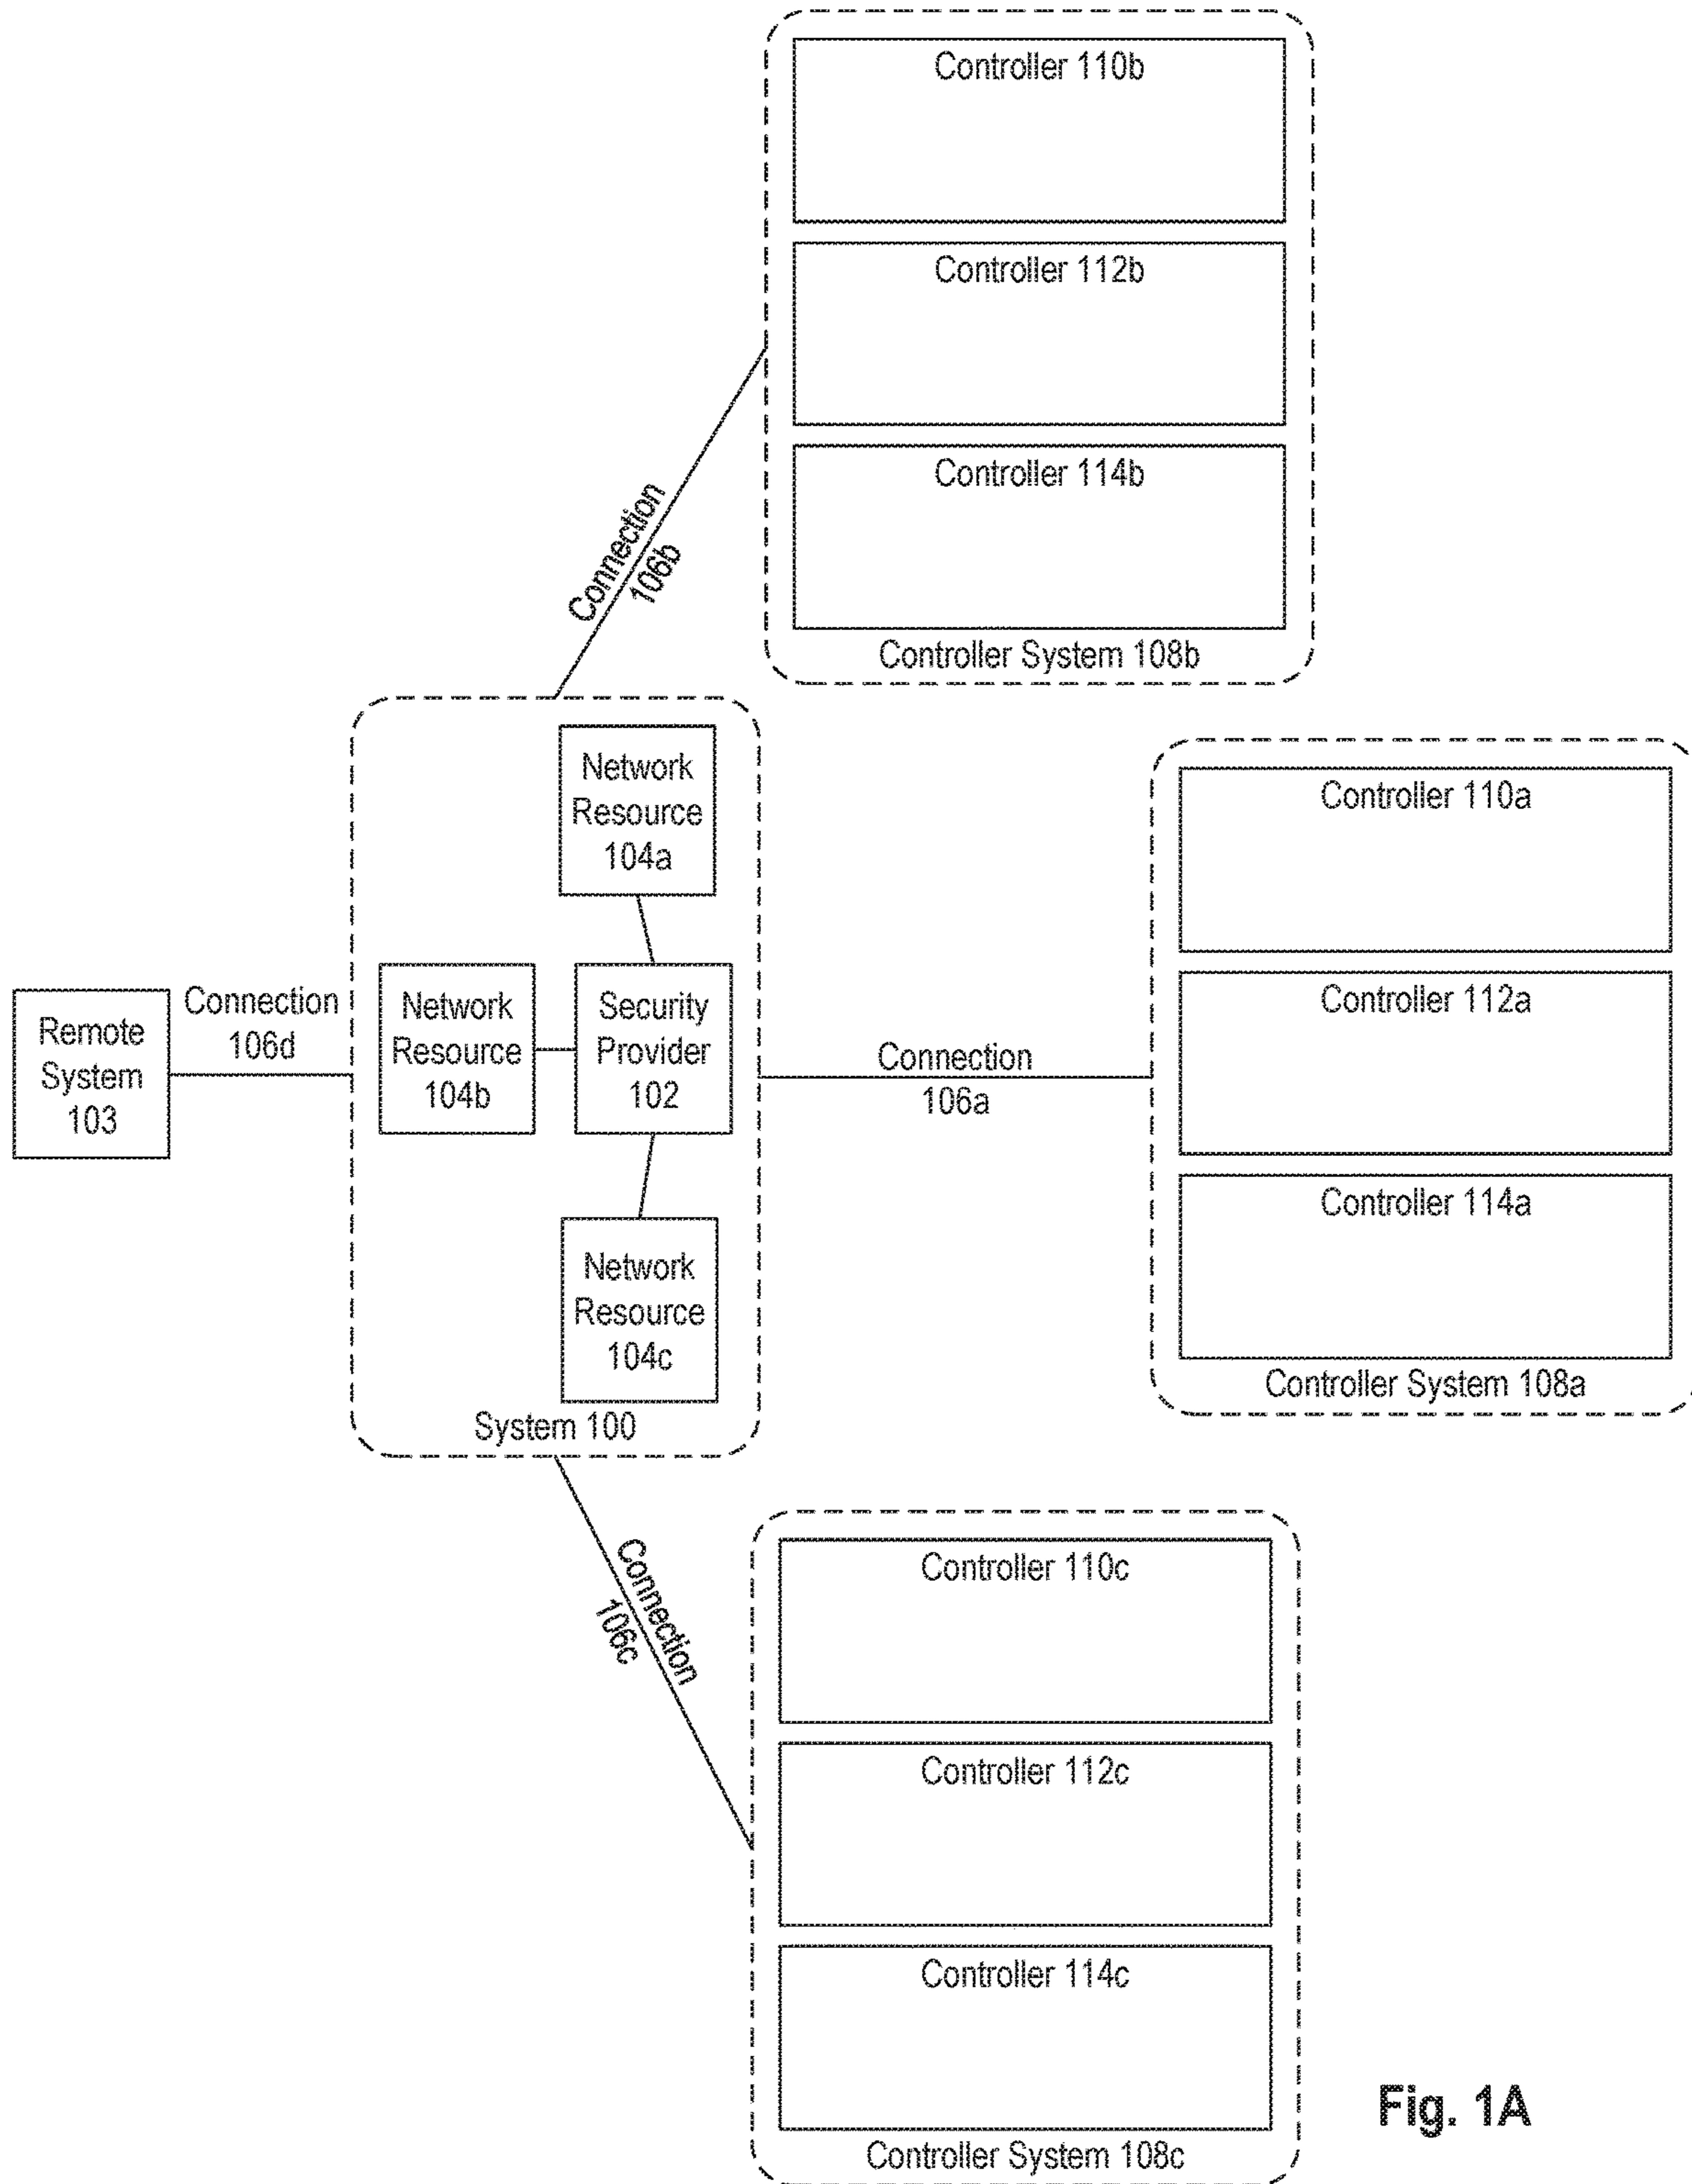 Controller 110b
Controller 112b
Controller 114b
Controller System 108b
Connection
106b
Network
Resource
104a
Network
Resource
104b
Security
Provider
102
Network
Resource
104c
System 100
Remote
System
103
Connection
106d
Connection
106a
Controller 110a
Controller 112a
Controller 114a
Controller System 108a
Connection
106c
Controller 110c
Controller 112c
Controller 114c
Controller System 108c
Fig. 1A